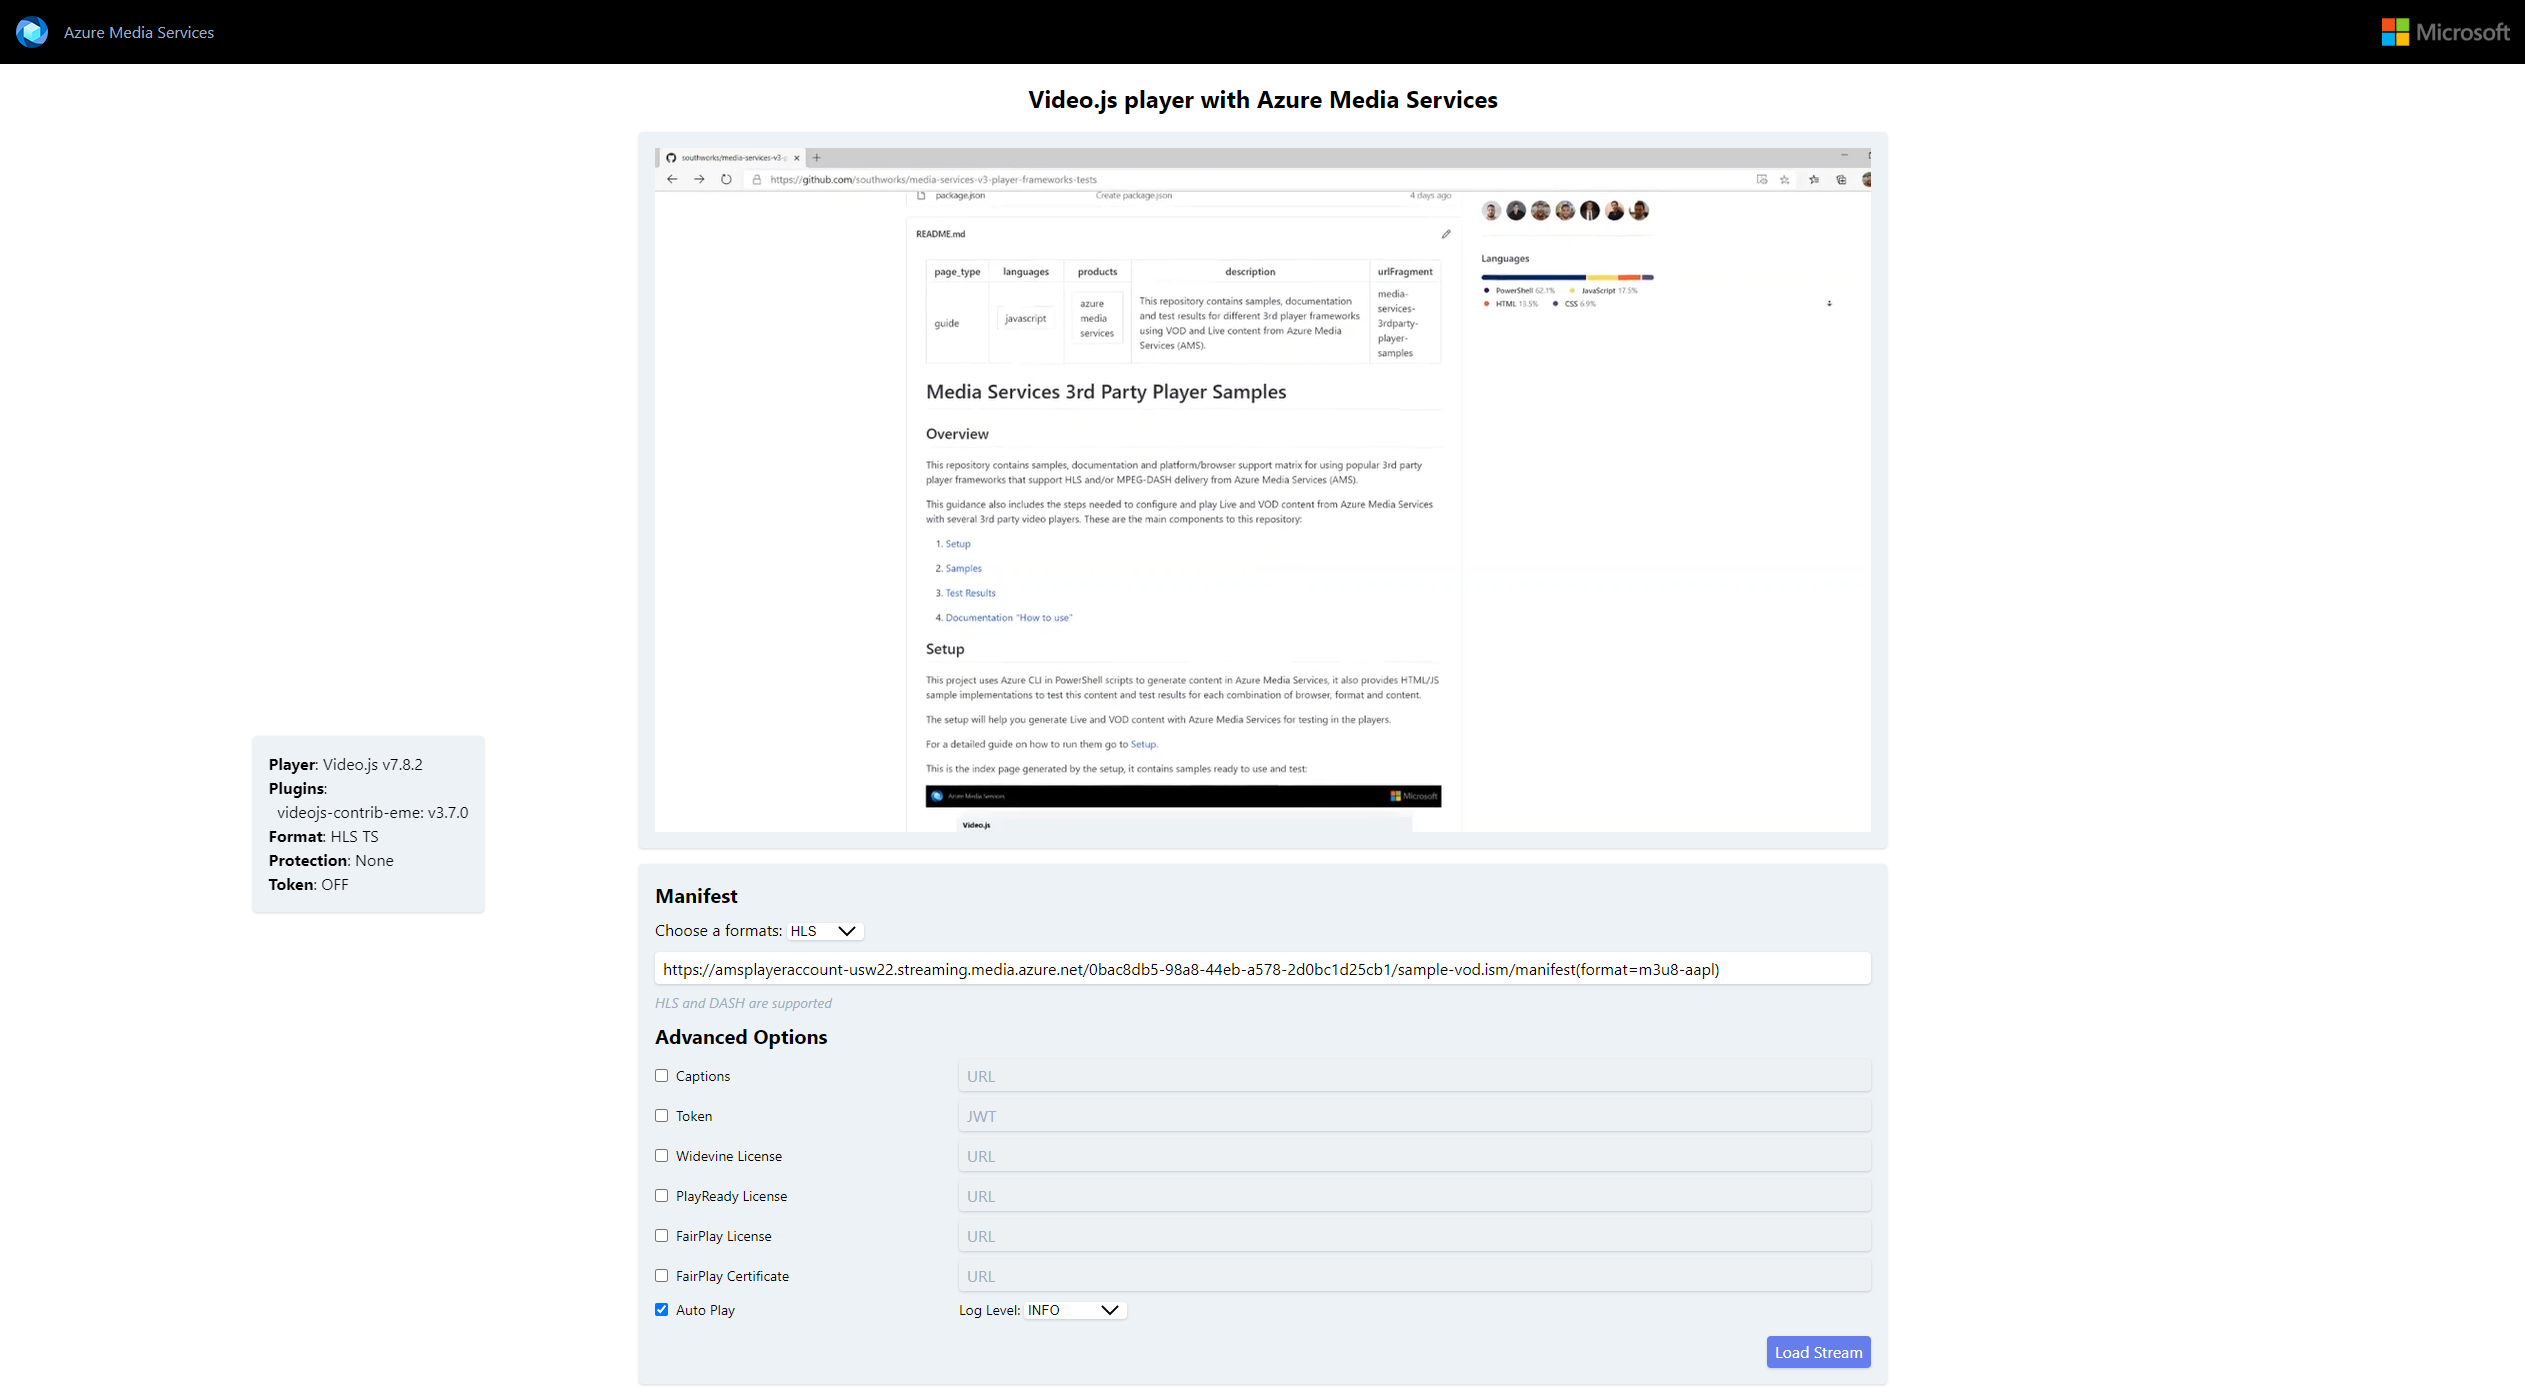 Azure Media Services
Microsoft
Video.js player with Azure Media Services
southworks/media-services-v3-p
https://github.com/southworks/media-services-v3-player-frameworks-tests
package.json Create package.json 4 days ago
README.md
page_type languages products description urlFragment
guide
javascript
azure
media
services
This repository contains samples, documentation
and test results for different 3rd player frameworks
using VOD and Live content from Azure Media
Services (AMS).
media-
services-
3rdparty-
player-
samples
Languages
PowerShell 62.1% JavaScript 17.5%
HTML 13.5% CSS 6.9%
Media Services 3rd Party Player Samples
Overview
This repository contains samples, documentation and platform/browser support matrix for using popular 3rd party
player frameworks that support HLS and/or MPEG-DASH delivery from Azure Media Services (AMS).
This guidance also includes the steps needed to configure and play Live and VOD content from Azure Media Services
with several 3rd party video players. These are the main components to this repository:
1. Setup
2. Samples
3. Test Results
4. Documentation "How to use"
Setup
This project uses Azure CLI in PowerShell scripts to generate content in Azure Media Services, it also provides HTML/JS
sample implementations to test this content and test results for each combination of browser, format and content.
The setup will help you generate Live and VOD content with Azure Media Services for testing in the players.
For a detailed guide on how to run them go to Setup.
This is the index page generated by the setup, it contains samples ready to use and test:
Azure Media Services Microsoft
Video.js
Player: Video.js v7.8.2
Plugins:
videojs-contrib-eme: v3.7.0
Format: HLS TS
Protection: None
Token: OFF
Manifest
Choose a formats: HLS
https://amsplayeraccount-usw22.streaming.media.azure.net/0bac8db5-98a8-44eb-a578-2d0bc1d25cb1/sample-vod.ism/manifest(format=m3u8-aapl)
HLS and DASH are supported
Advanced Options
Captions URL
Token JWT
Widevine License URL
PlayReady License URL
FairPlay License URL
FairPlay Certificate URL
Auto Play Log Level: INFO
Load Stream